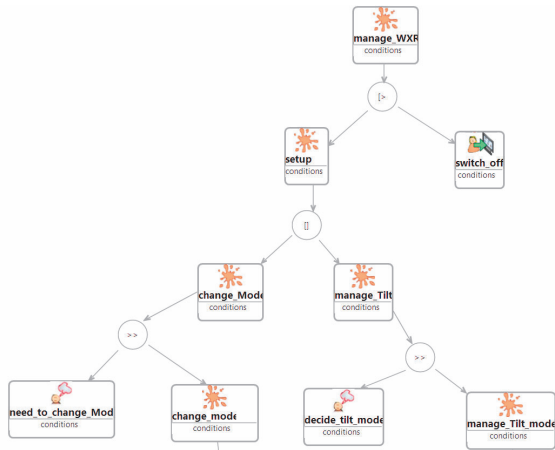 manage_WXR
conditions
[>
setup
conditions
switch_off
conditions
[]
change_Mode
conditions
manage_Tilt
conditions
>>
>>
need_to_change_Mod
conditions
change_mode
conditions
decide_tilt_mode
conditions
manage_Tilt_mode
conditions